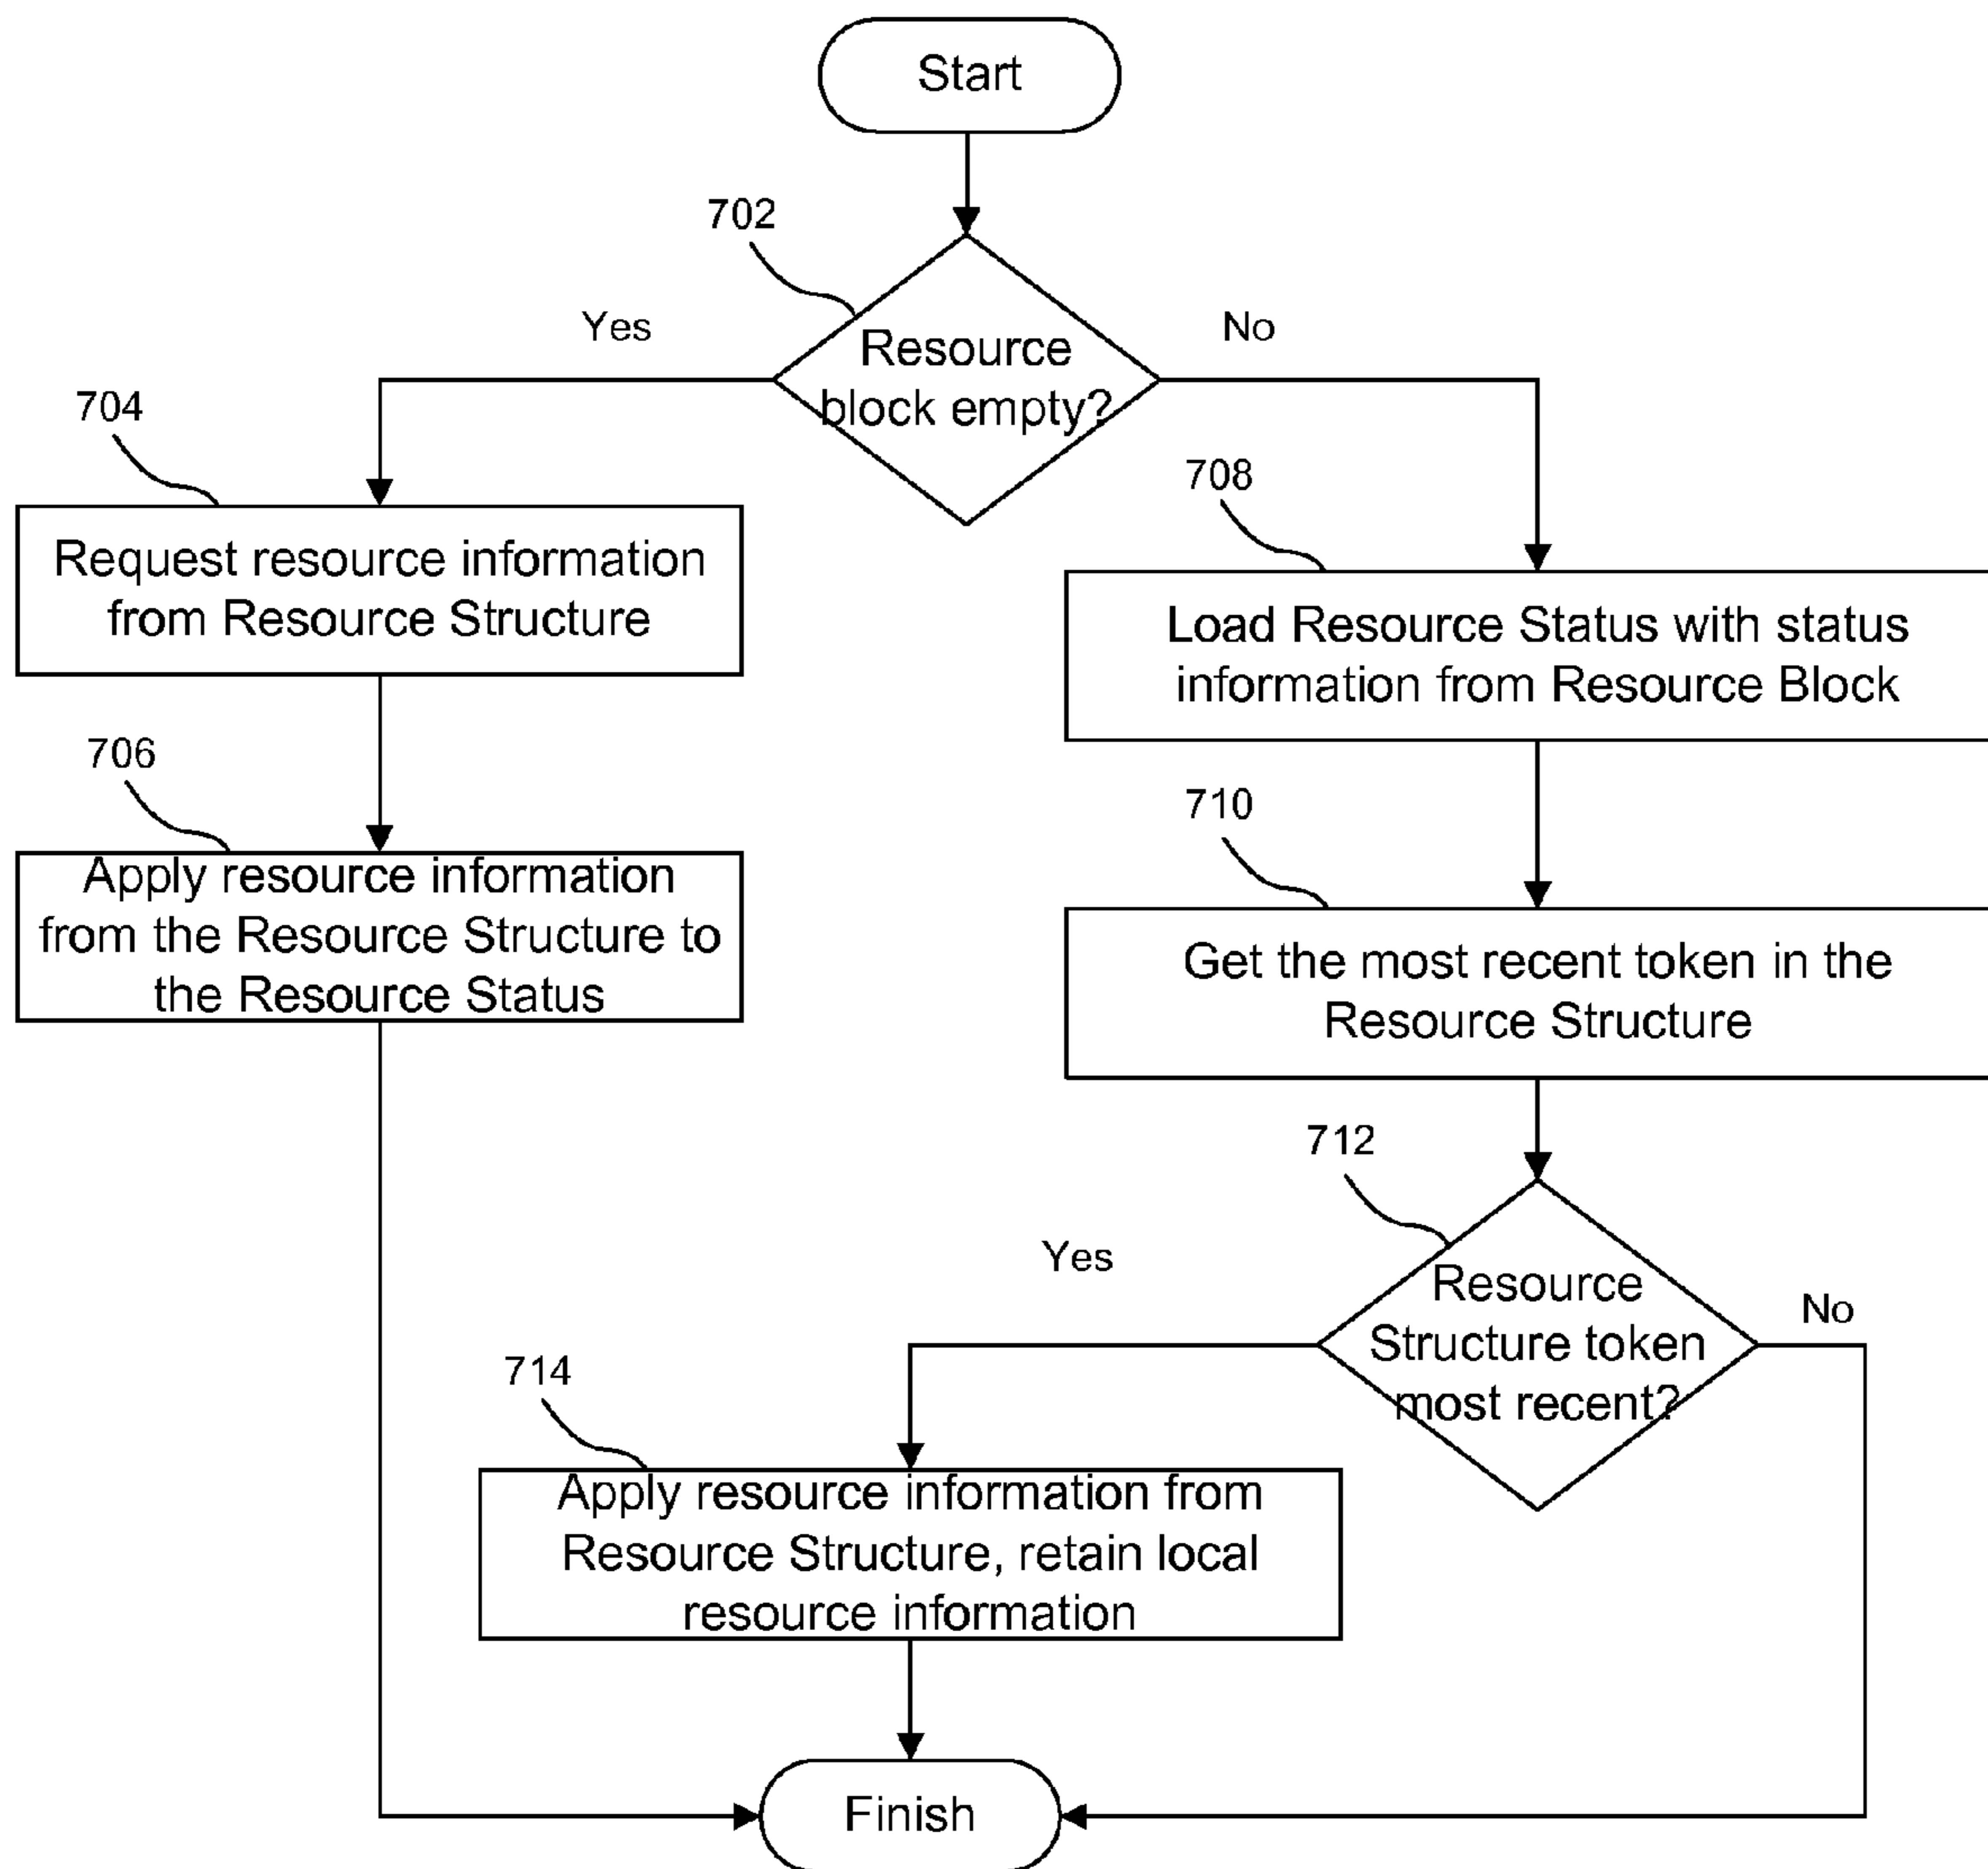 Start
702
Yes
No
Resource
block empty?
704
708
Request resource information
from Resource Structure
Load Resource Status with status
information from Resource Block
706
710
Apply resource information
from the Resource Structure to
the Resource Status
Get the most recent token in the
Resource Structure
712
Yes
No
Resource
Structure token
most recent?
714
Apply resource information from
Resource Structure, retain local
resource information
Finish